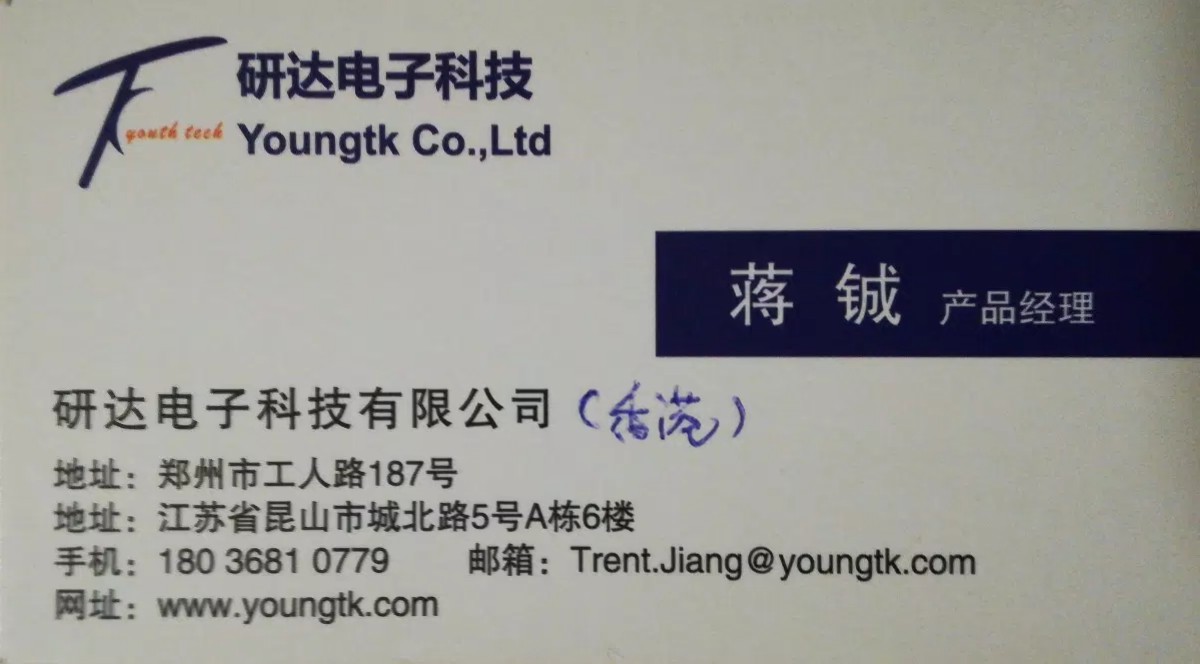 研达电子科技
youth tech
Youngtk Co.,Ltd
蒋 铖 产品经理
研达电子科技有限公司（香港）
地址：郑州市工人路187号
地址：江苏省昆山市城北路5号A栋6楼
手机：180 3681 0779 邮箱：Trent.Jiang@youngtk.com
网址：www.youngtk.com